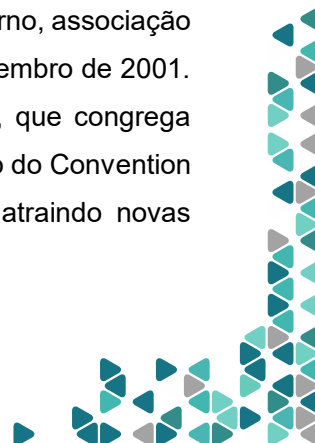 rno, associação
embro de 2001.
que congrega
o do Convention
atraindo novas